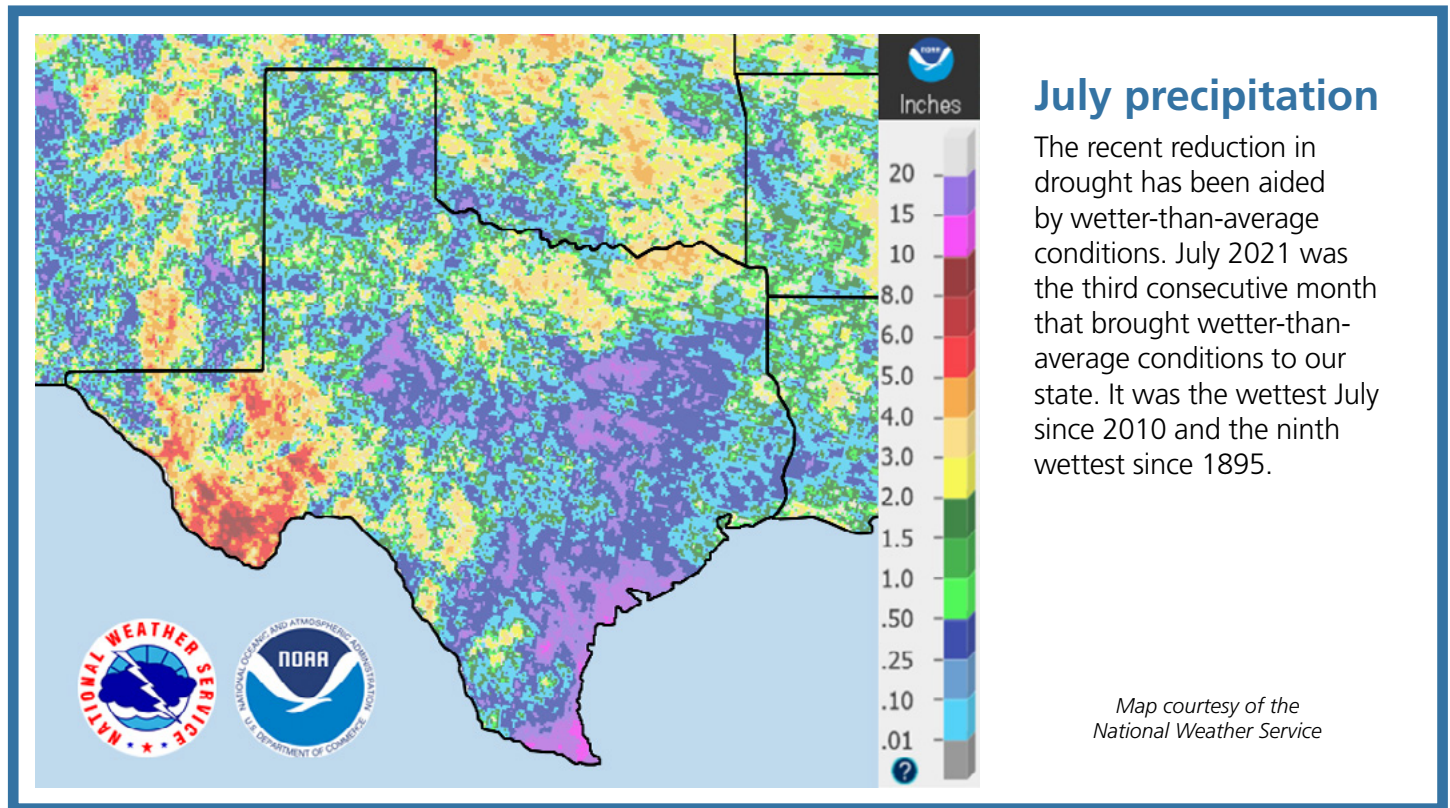 NOAA
Inches
20
15
10
8.0
6.0
5.0
4.0
3.0
2.0
1.5
1.0
.50
.25
.10
.01
?
NATIONAL WEATHER SERVICE
NATIONAL OCEANIC AND ATMOSPHERIC ADMINISTRATION
NOAA
U.S. DEPARTMENT OF COMMERCE
July precipitation
The recent reduction in
drought has been aided
by wetter-than-average
conditions. July 2021 was
the third consecutive month
that brought wetter-than-
average conditions to our
state. It was the wettest July
since 2010 and the ninth
wettest since 1895.
Map courtesy of the
National Weather Service